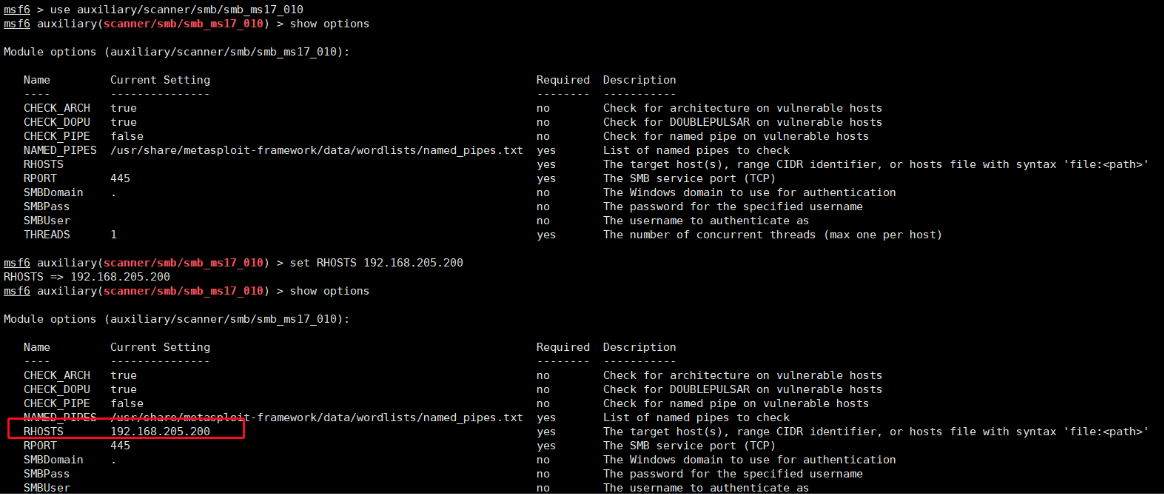 msf6 > use auxiliary/scanner/smb/smb_ms17_010
msf6 auxiliary(scanner/smb/smb_ms17_010) > show options
Module options (auxiliary/scanner/smb/smb_ms17_010):
Name Current Setting Required Description
---- --------------- -------- -----------
CHECK_ARCH true no Check for architecture on vulnerable hosts
CHECK_DOPU true no Check for DOUBLEPULSAR on vulnerable hosts
CHECK_PIPE false no Check for named pipe on vulnerable hosts
NAMED_PIPES /usr/share/metasploit-framework/data/wordlists/named_pipes.txt yes List of named pipes to check
RHOSTS yes The target host(s), range CIDR identifier, or hosts file with syntax 'file:<path>'
RPORT 445 yes The SMB service port (TCP)
SMBDomain . no The Windows domain to use for authentication
SMBPass no The password for the specified username
SMBUser no The username to authenticate as
THREADS 1 yes The number of concurrent threads (max one per host)
msf6 auxiliary(scanner/smb/smb_ms17_010) > set RHOSTS 192.168.205.200
RHOSTS => 192.168.205.200
msf6 auxiliary(scanner/smb/smb_ms17_010) > show options
Module options (auxiliary/scanner/smb/smb_ms17_010):
Name Current Setting Required Description
---- --------------- -------- -----------
CHECK_ARCH true no Check for architecture on vulnerable hosts
CHECK_DOPU true no Check for DOUBLEPULSAR on vulnerable hosts
CHECK_PIPE false no Check for named pipe on vulnerable hosts
NAMED_PIPES /usr/share/metasploit-framework/data/wordlists/named_pipes.txt yes List of named pipes to check
RHOSTS 192.168.205.200 yes The target host(s), range CIDR identifier, or hosts file with syntax 'file:<path>'
RPORT 445 yes The SMB service port (TCP)
SMBDomain . no The Windows domain to use for authentication
SMBPass no The password for the specified username
SMBUser no The username to authenticate as